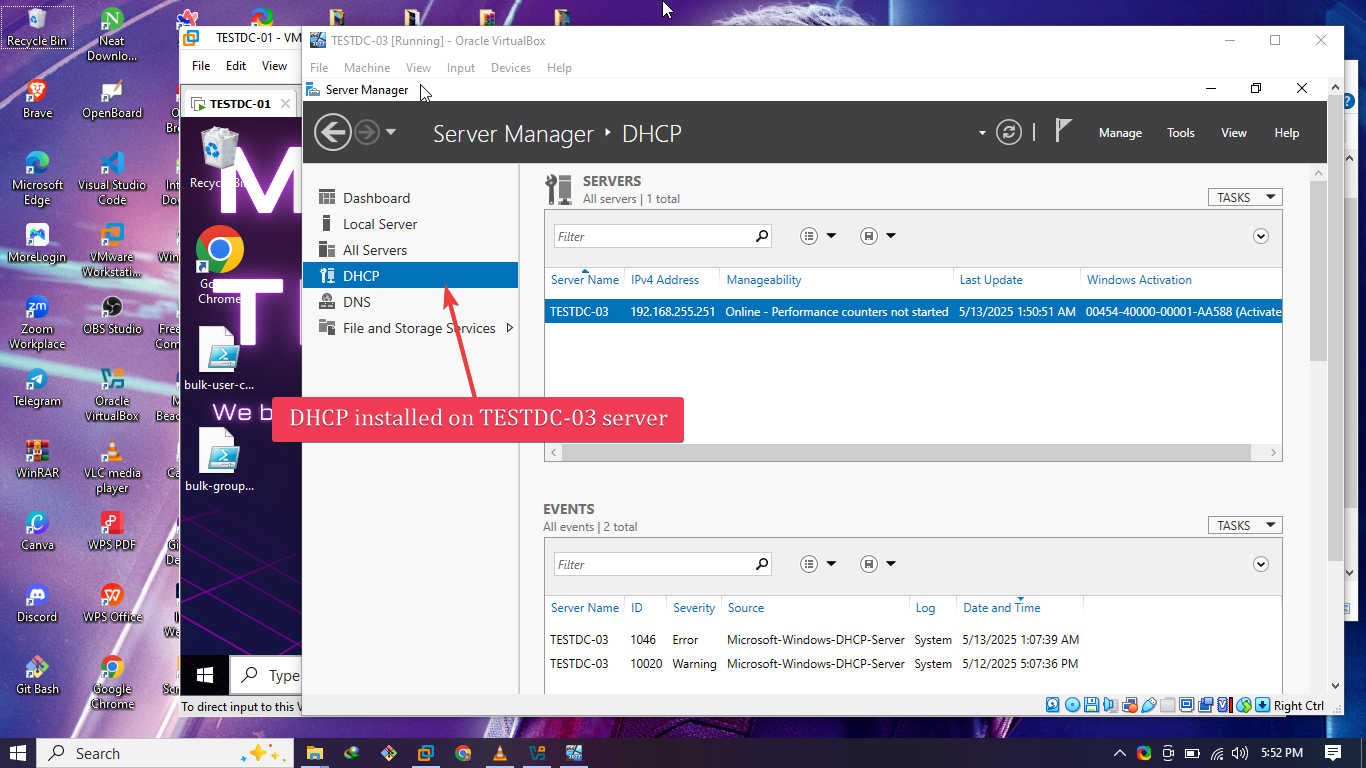 Recycle Bin
Neat
Downlo...
Brave
OpenBoard
Microsoft
Edge
Visual Studio
Code
MoreLogin
VMware
Workstati...
Zoom
Workplace
OBS Studio
Telegram
Oracle
VirtualBox
WinRAR
VLC media
player
Canva
WPS PDF
Discord
WPS Office
Git Bash
Google
Chrome
TESTDC-01 - VM
File Edit View
TESTDC-01
Recycle Bin
Chrome
bulk-user-c...
We b
bulk-group...
Type
To direct input to this V
TESTDC-03 [Running] - Oracle VirtualBox
File Machine View Input Devices Help
Server Manager
Server Manager DHCP
Manage Tools View Help
Dashboard
Local Server
All Servers
DHCP
DNS
File and Storage Services
DHCP installed on TESTDC-03 server
SERVERS
All servers | 1 total
TASKS
Filter
Server Name IPv4 Address Manageability Last Update Windows Activation
TESTDC-03 192.168.255.251 Online - Performance counters not started 5/13/2025 1:50:51 AM 00454-40000-00001-AA588 (Activate
EVENTS
All events | 2 total
TASKS
Filter
Server Name ID Severity Source Log Date and Time
TESTDC-03 1046 Error Microsoft-Windows-DHCP-Server System 5/13/2025 1:07:39 AM
TESTDC-03 10020 Warning Microsoft-Windows-DHCP-Server System 5/12/2025 5:07:36 PM
Right Ctrl
Search
5:52 PM